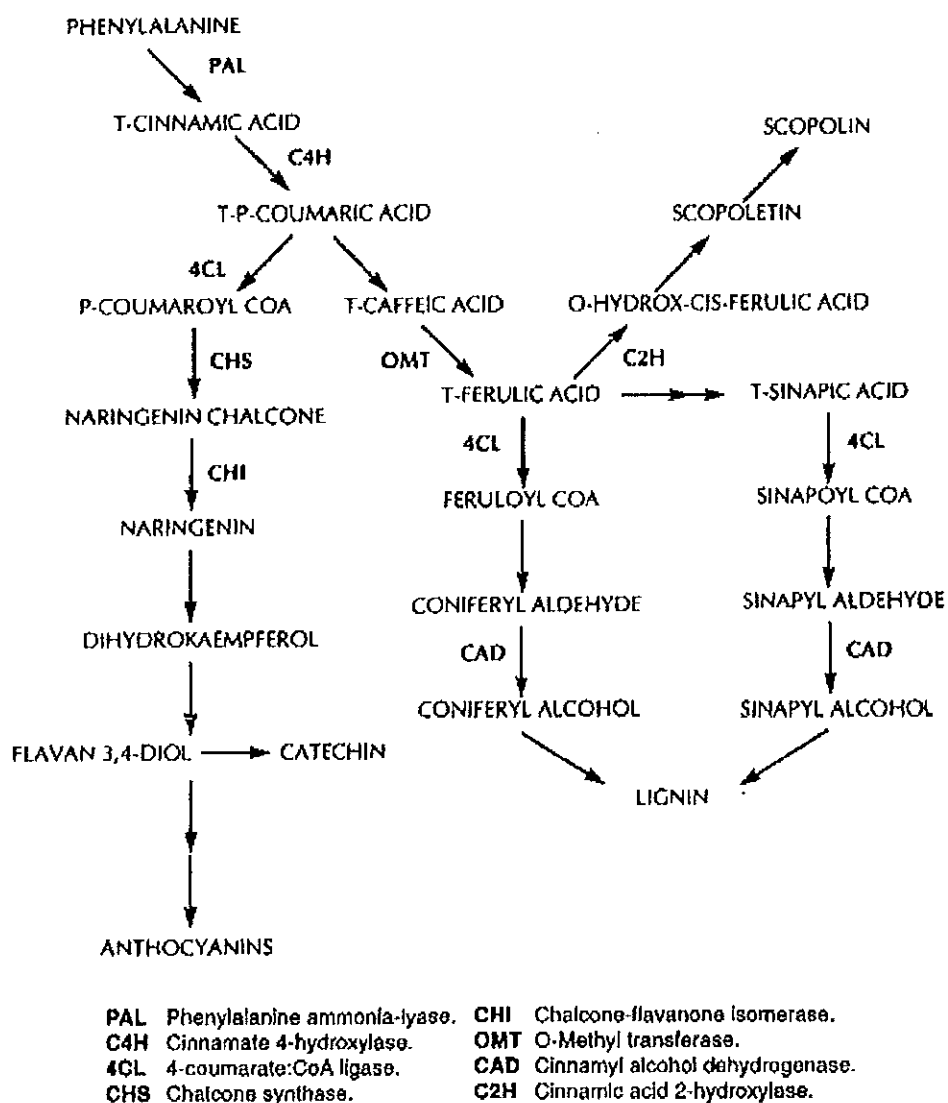 PHENYLALANINE
PAL
T-CINNAMIC ACID
SCOPOLIN
C4H
T-P-COUMARIC ACID
SCOPOLETIN
4CL
P-COUMAROYL COA
T-CAFFEIC ACID
O-HYDROX-CIS-FERULIC ACID
CHS
OMT
C2H
NARINGENIN CHALCONE
T-FERULIC ACID
T-SINAPIC ACID
4CL
4CL
CHI
FERULOYL COA
SINAPOYL COA
NARINGENIN
CONIFERYL ALDEHYDE
SINAPYL ALDEHYDE
DIHYDROKAEMPFEROL
CAD
CAD
CONIFERYL ALCOHOL
SINAPYL ALCOHOL
FLAVAN 3,4-DIOL
CATECHIN
LIGNIN
ANTHOCYANINS
PAL Phenylalanine ammonia-lyase. CHI Chalcone-flavanone isomerase.
C4H Cinnamate 4-hydroxylase. OMT O-Methyl transferase.
4CL 4-coumarate:CoA ligase. CAD Cinnamyl alcohol dehydrogenase.
CHS Chalcone synthase. C2H Cinnamic acid 2-hydroxylase.